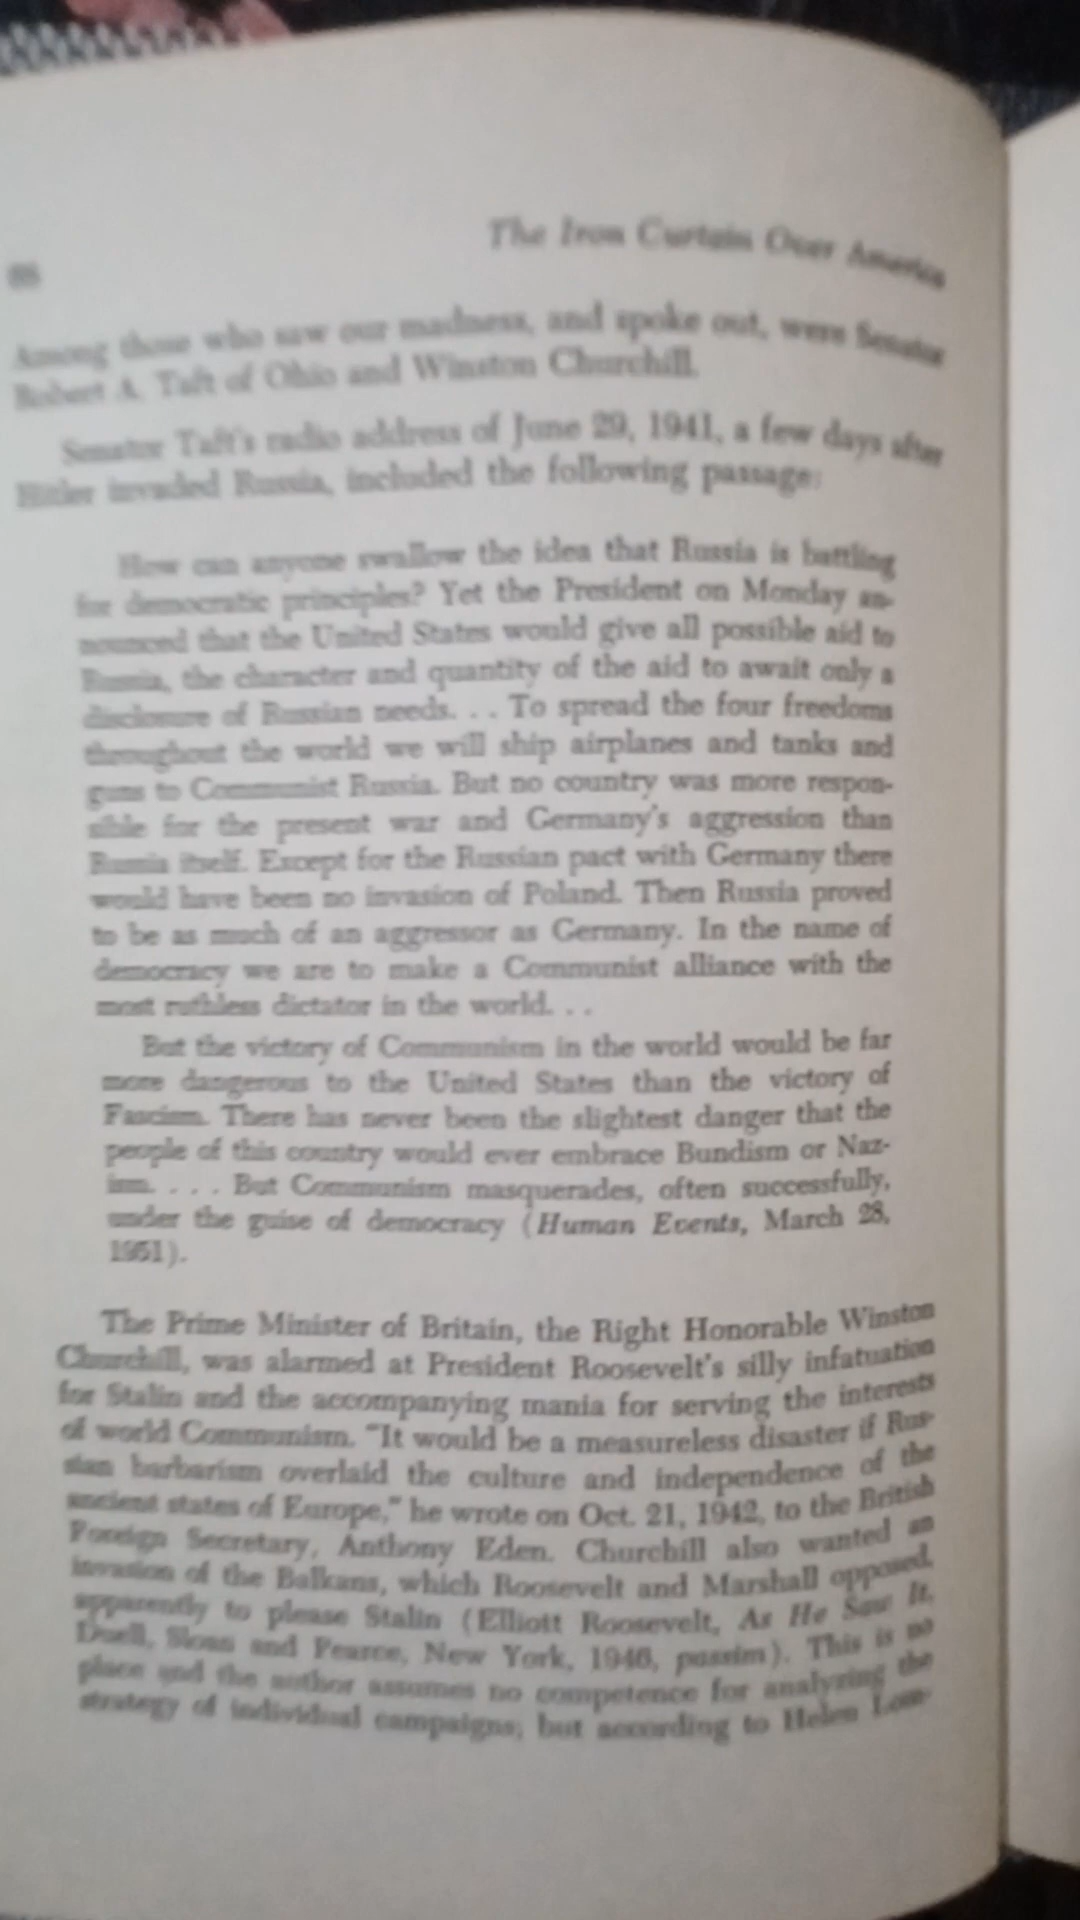 The Iron Curtain Over America
Among those who saw our madness, and spoke out, were Senator
Robert A. Taft of Ohio and Winston Churchill.
Senator Taft's radio address of June 29, 1941, a few days after
Hitler invaded Russia, included the following passage:
How can anyone swallow the idea that Russia is battling
for democratic principles? Yet the President on Monday an-
nounced that the United States would give all possible aid to
Russia, the character and quantity of the aid to await only a
disclosure of Russian needs. . . To spread the four freedoms
throughout the world we will ship airplanes and tanks and
guns to Communist Russia. But no country was more respon-
sible for the present war and Germany's aggression than
Russia itself. Except for the Russian pact with Germany there
would have been no invasion of Poland. Then Russia proved
to be as much of an aggressor as Germany. In the name of
democracy we are to make a Communist alliance with the
most ruthless dictator in the world. . .
But the victory of Communism in the world would be far
more dangerous to the United States than the victory of
Fascism. There has never been the slightest danger that the
people of this country would ever embrace Bundism or Naz-
ism. . . . But Communism masquerades, often successfully,
under the guise of democracy (Human Events, March 28,
1951).
The Prime Minister of Britain, the Right Honorable Winston
Churchill, was alarmed at President Roosevelt's silly infatuation
for Stalin and the accompanying mania for serving the interests
of world Communism. "It would be a measureless disaster if Rus-
sian barbarism overlaid the culture and independence of the
ancient states of Europe," he wrote on Oct. 21, 1942, to the British
Foreign Secretary, Anthony Eden. Churchill also wanted an
invasion of the Balkans, which Roosevelt and Marshall opposed,
apparently to please Stalin (Elliott Roosevelt, As He Saw It,
Duell, Sloan and Pearce, New York, 1946, passim). This is no
place and the author assumes no competence for analyzing the
strategy of individual campaigns; but according to Helen Lom-